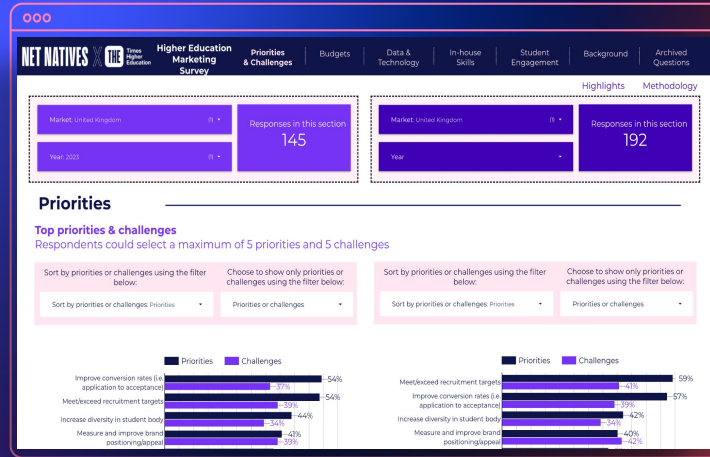 NET NATIVES X THE Times Higher Education
Higher Education Marketing Survey
Priorities & Challenges
Budgets
Data & Technology
In-house Skills
Student Engagement
Background
Archived Questions
Highlights Methodology
Market: United Kingdom (1)
Year: 2023 (1)
Responses in this section
145
Market: United Kingdom (1)
Year
Responses in this section
192
Priorities
Top priorities & challenges
Respondents could select a maximum of 5 priorities and 5 challenges
Sort by priorities or challenges using the filter below:
Sort by priorities or challenges: Priorities
Choose to show only priorities or challenges using the filter below:
Priorities or challenges
Sort by priorities or challenges using the filter below:
Sort by priorities or challenges: Priorities
Choose to show only priorities or challenges using the filter below:
Priorities or challenges
Priorities Challenges
Improve conversion rates (i.e. application to acceptance) 54% 37%
Meet/exceed recruitment targets 54% 39%
Increase diversity in student body 44% 34%
Measure and improve brand positioning/appeal 41% 39%
Priorities Challenges
Meet/exceed recruitment targets 59% 41%
Improve conversion rates (i.e. application to acceptance) 57% 39%
Increase diversity in student body 42% 34%
Measure and improve brand positioning/appeal 40% 42%